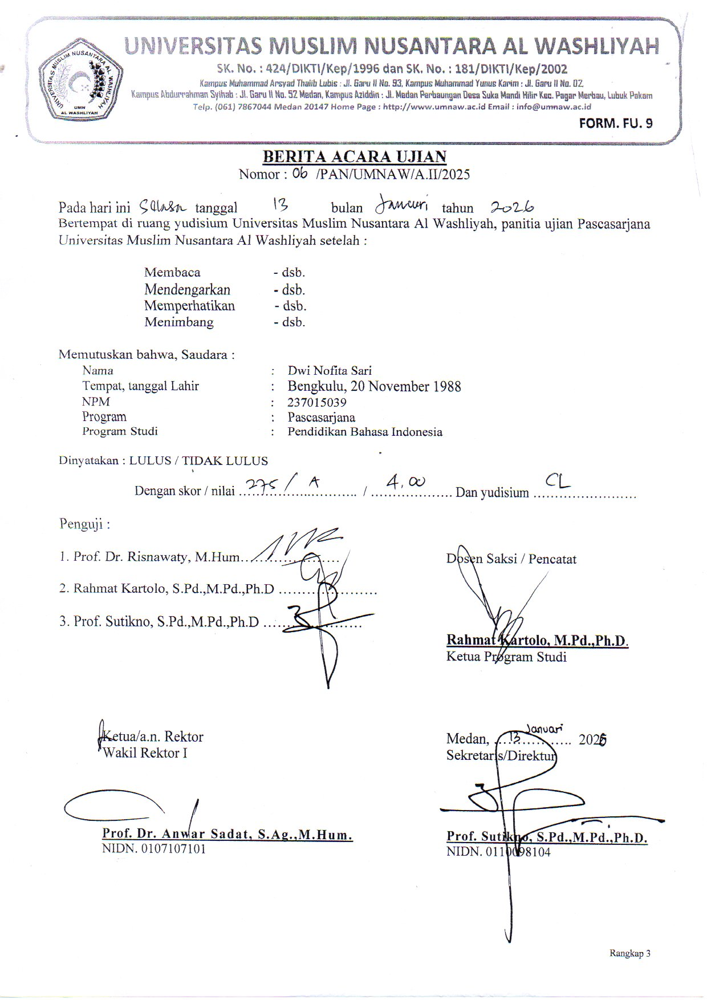 UNIVERSITAS MUSLIM NUSANTARA AL WASHLIYAH
UMN
AL WASHLIYAH
SK. No. : 424/DIKTI/Kep/1996 dan SK. No. : 181/DIKTI/Kep/2002
Kampus Muhammad Arsyad Thalib Lubis : Jl. Garu II No. 93, Kampus Muhammad Yunus Karim : Jl. Garu II No. 02,
Kampus Abdurrahman Syihab : Jl. Garu II No. 52 Medan, Kampus Aziddin : Jl. Medan Perbaungan Desa Suka Mandi Hilir Kec. Pagar Merbau, Lubuk Pakam
Telp. (061) 7867044 Medan 20147 Home Page : http://www.umnaw.ac.id Email : info@umnaw.ac.id
FORM. FU. 9
UNIVERSITAS MUSLIM NUSANTARA AL WASHLIYAH
BERITA ACARA UJIAN
Nomor : 06 /PAN/UMNAW/A.II/2025
Pada hari ini Selasa tanggal 13 bulan Januari tahun 2026
Bertempat di ruang yudisium Universitas Muslim Nusantara Al Washliyah, panitia ujian Pascasarjana
Universitas Muslim Nusantara Al Washliyah setelah :
Membaca - dsb.
Mendengarkan - dsb.
Memperhatikan - dsb.
Menimbang - dsb.
Memutuskan bahwa, Saudara :
Nama : Dwi Nofita Sari
Tempat, tanggal Lahir : Bengkulu, 20 November 1988
NPM : 237015039
Program : Pascasarjana
Program Studi : Pendidikan Bahasa Indonesia
Dinyatakan : LULUS / TIDAK LULUS
Dengan skor / nilai 275 / A / 4,00 Dan yudisium CL
Penguji :
1. Prof. Dr. Risnawaty, M.Hum
Dosen Saksi / Pencatat
2. Rahmat Kartolo, S.Pd.,M.Pd.,Ph.D
3. Prof. Sutikno, S.Pd.,M.Pd.,Ph.D
Rahmat Kartolo, M.Pd.,Ph.D.
Ketua Program Studi
Ketua/a.n. Rektor
Wakil Rektor I
Medan, 13 Januari 2026
Sekretaris/Direktur
Prof. Dr. Anwar Sadat, S.Ag.,M.Hum.
NIDN. 0107107101
Prof. Sutikno, S.Pd.,M.Pd.,Ph.D.
NIDN. 0110098104
Rangkap 3